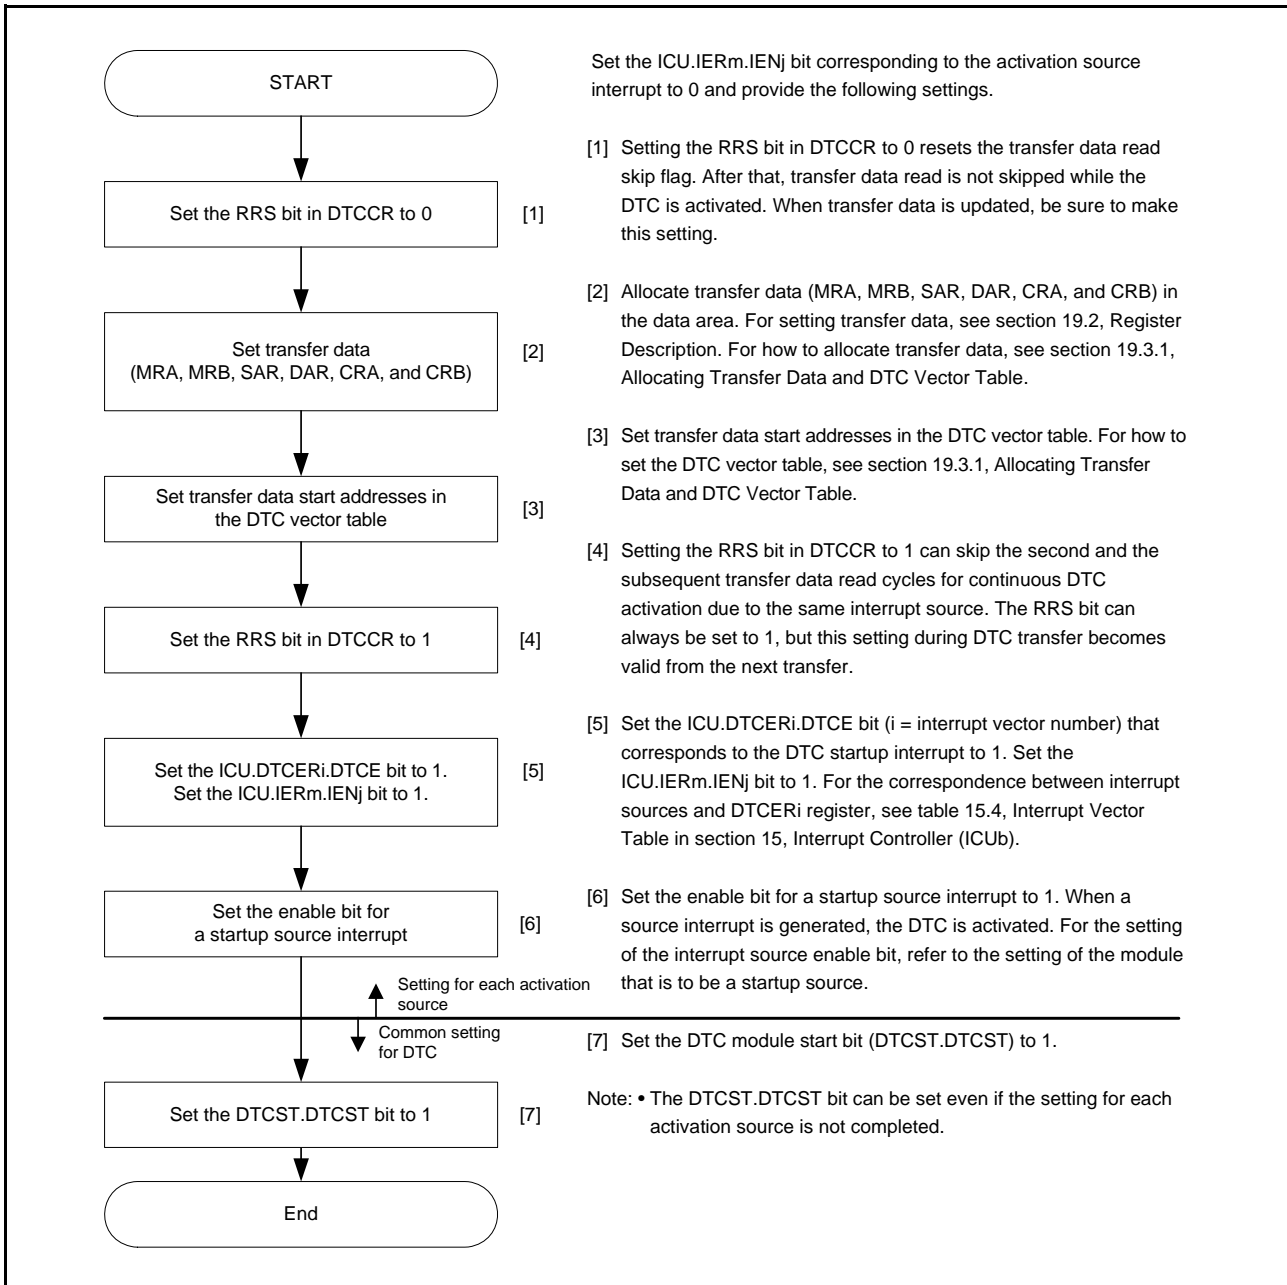 START
Set the RRS bit in DTCCR to 0
[1]
Set transfer data
(MRA, MRB, SAR, DAR, CRA, and CRB)
[2]
Set transfer data start addresses in
the DTC vector table
[3]
Set the RRS bit in DTCCR to 1
[4]
Set the ICU.DTCERi.DTCE bit to 1.
Set the ICU.IERm.IENj bit to 1.
[5]
Set the enable bit for
a startup source interrupt
[6]
Setting for each activation
source
Common setting
for DTC
Set the DTCST.DTCST bit to 1
[7]
End
Set the ICU.IERm.IENj bit corresponding to the activation source
interrupt to 0 and provide the following settings.
[1] Setting the RRS bit in DTCCR to 0 resets the transfer data read
skip flag. After that, transfer data read is not skipped while the
DTC is activated. When transfer data is updated, be sure to make
this setting.
[2] Allocate transfer data (MRA, MRB, SAR, DAR, CRA, and CRB) in
the data area. For setting transfer data, see section 19.2, Register
Description. For how to allocate transfer data, see section 19.3.1,
Allocating Transfer Data and DTC Vector Table.
[3] Set transfer data start addresses in the DTC vector table. For how to
set the DTC vector table, see section 19.3.1, Allocating Transfer
Data and DTC Vector Table.
[4] Setting the RRS bit in DTCCR to 1 can skip the second and the
subsequent transfer data read cycles for continuous DTC
activation due to the same interrupt source. The RRS bit can
always be set to 1, but this setting during DTC transfer becomes
valid from the next transfer.
[5] Set the ICU.DTCERi.DTCE bit (i = interrupt vector number) that
corresponds to the DTC startup interrupt to 1. Set the
ICU.IERm.IENj bit to 1. For the correspondence between interrupt
sources and DTCERi register, see table 15.4, Interrupt Vector
Table in section 15, Interrupt Controller (ICUb).
[6] Set the enable bit for a startup source interrupt to 1. When a
source interrupt is generated, the DTC is activated. For the setting
of the interrupt source enable bit, refer to the setting of the module
that is to be a startup source.
[7] Set the DTC module start bit (DTCST.DTCST) to 1.
Note: • The DTCST.DTCST bit can be set even if the setting for each
activation source is not completed.